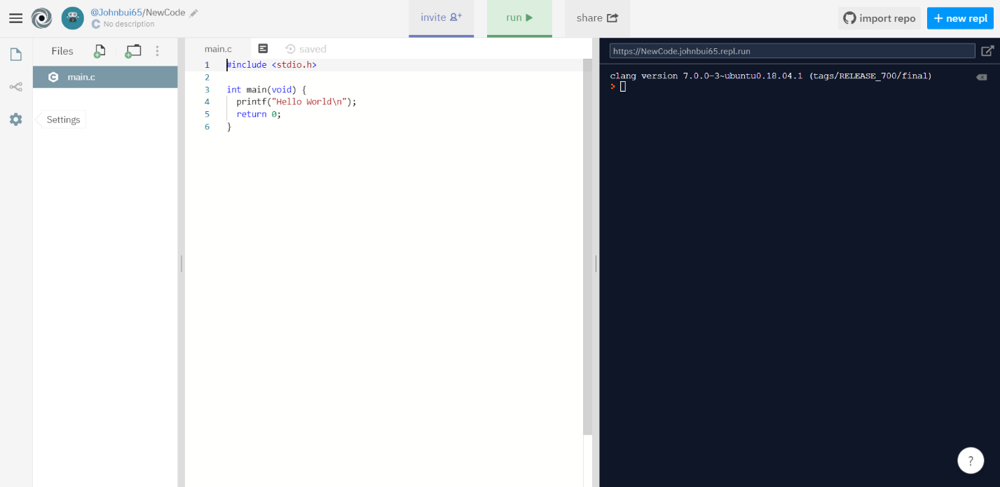 @Johnbui65/NewCode
No description
invite
run
share
import repo
+ new repl
Files
main.c
Settings
main.c
saved
1 #include <stdio.h>
2
3 int main(void) {
4 printf("Hello World\n");
5 return 0;
6 }
https://NewCode.johnbui65.repl.run
clang version 7.0.0-3~ubuntu0.18.04.1 (tags/RELEASE_700/final)
>
?